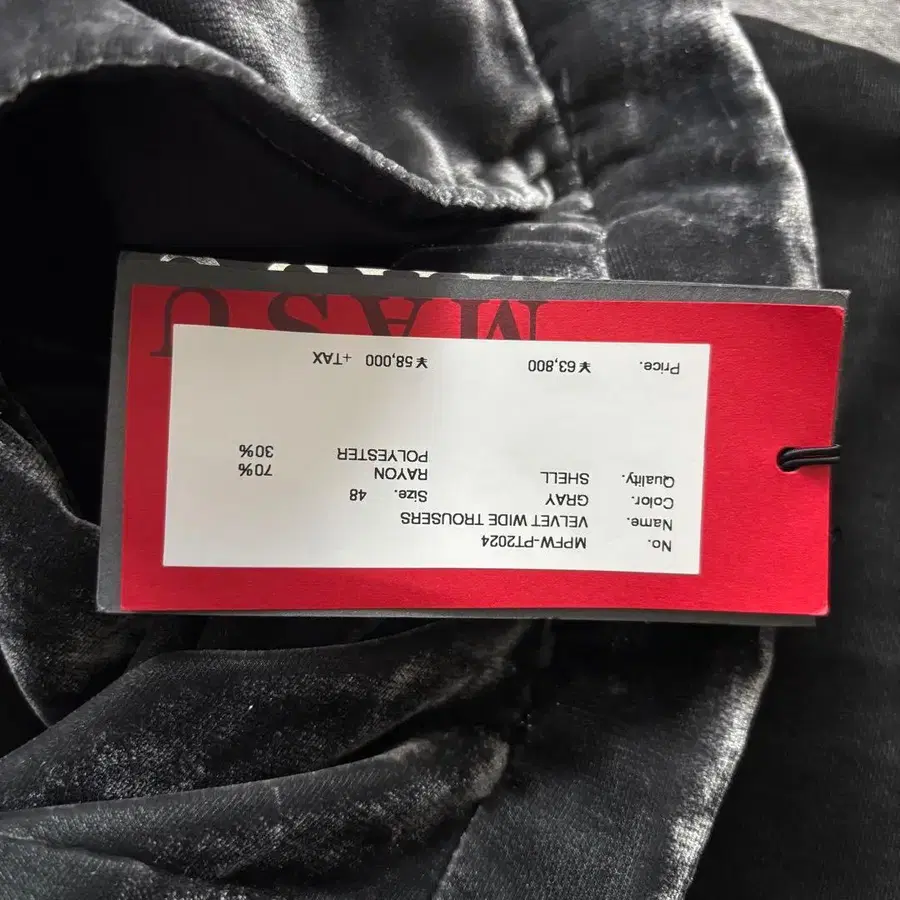 No. MPFW-PT2024
Name. VELVET WIDE TROUSERS
Color. GRAY Size. 48
Quality. SHELL RAYON 70%
POLYESTER 30%
Price. ¥63,800 ¥58,000 +TAX
MASU